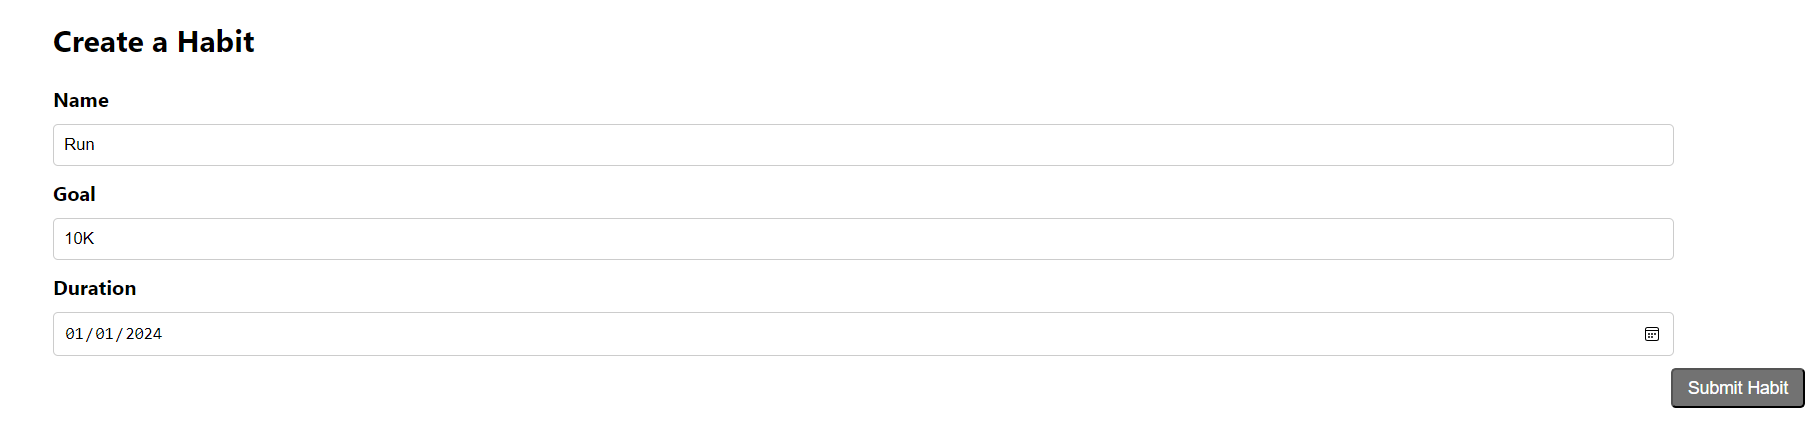 Create a Habit
Name
Run
Goal
10K
Duration
01/01/2024
Submit Habit